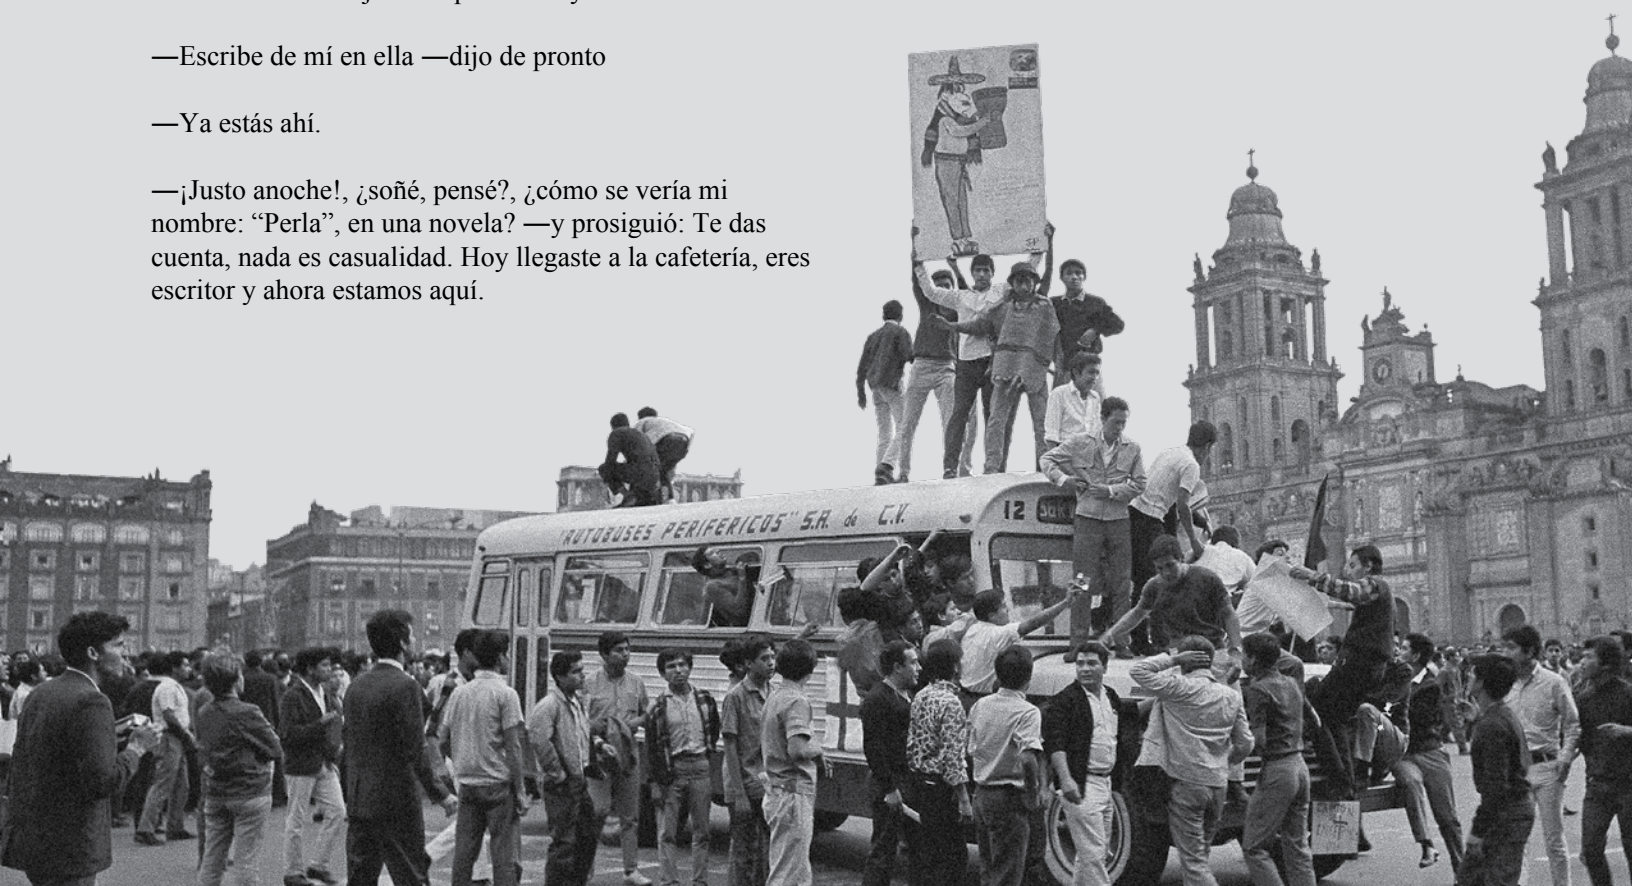 —Escribe de mí en ella —dijo de pronto
—Ya estás ahí.
—¡Justo anoche!, ¿soñé, pensé?, ¿cómo se vería mi
nombre: “Perla”, en una novela? —y prosiguió: Te das
cuenta, nada es casualidad. Hoy llegaste a la cafetería, eres
escritor y ahora estamos aquí.
"AUTOBUSES PERIFERICOS" S.A. de C.V.
12